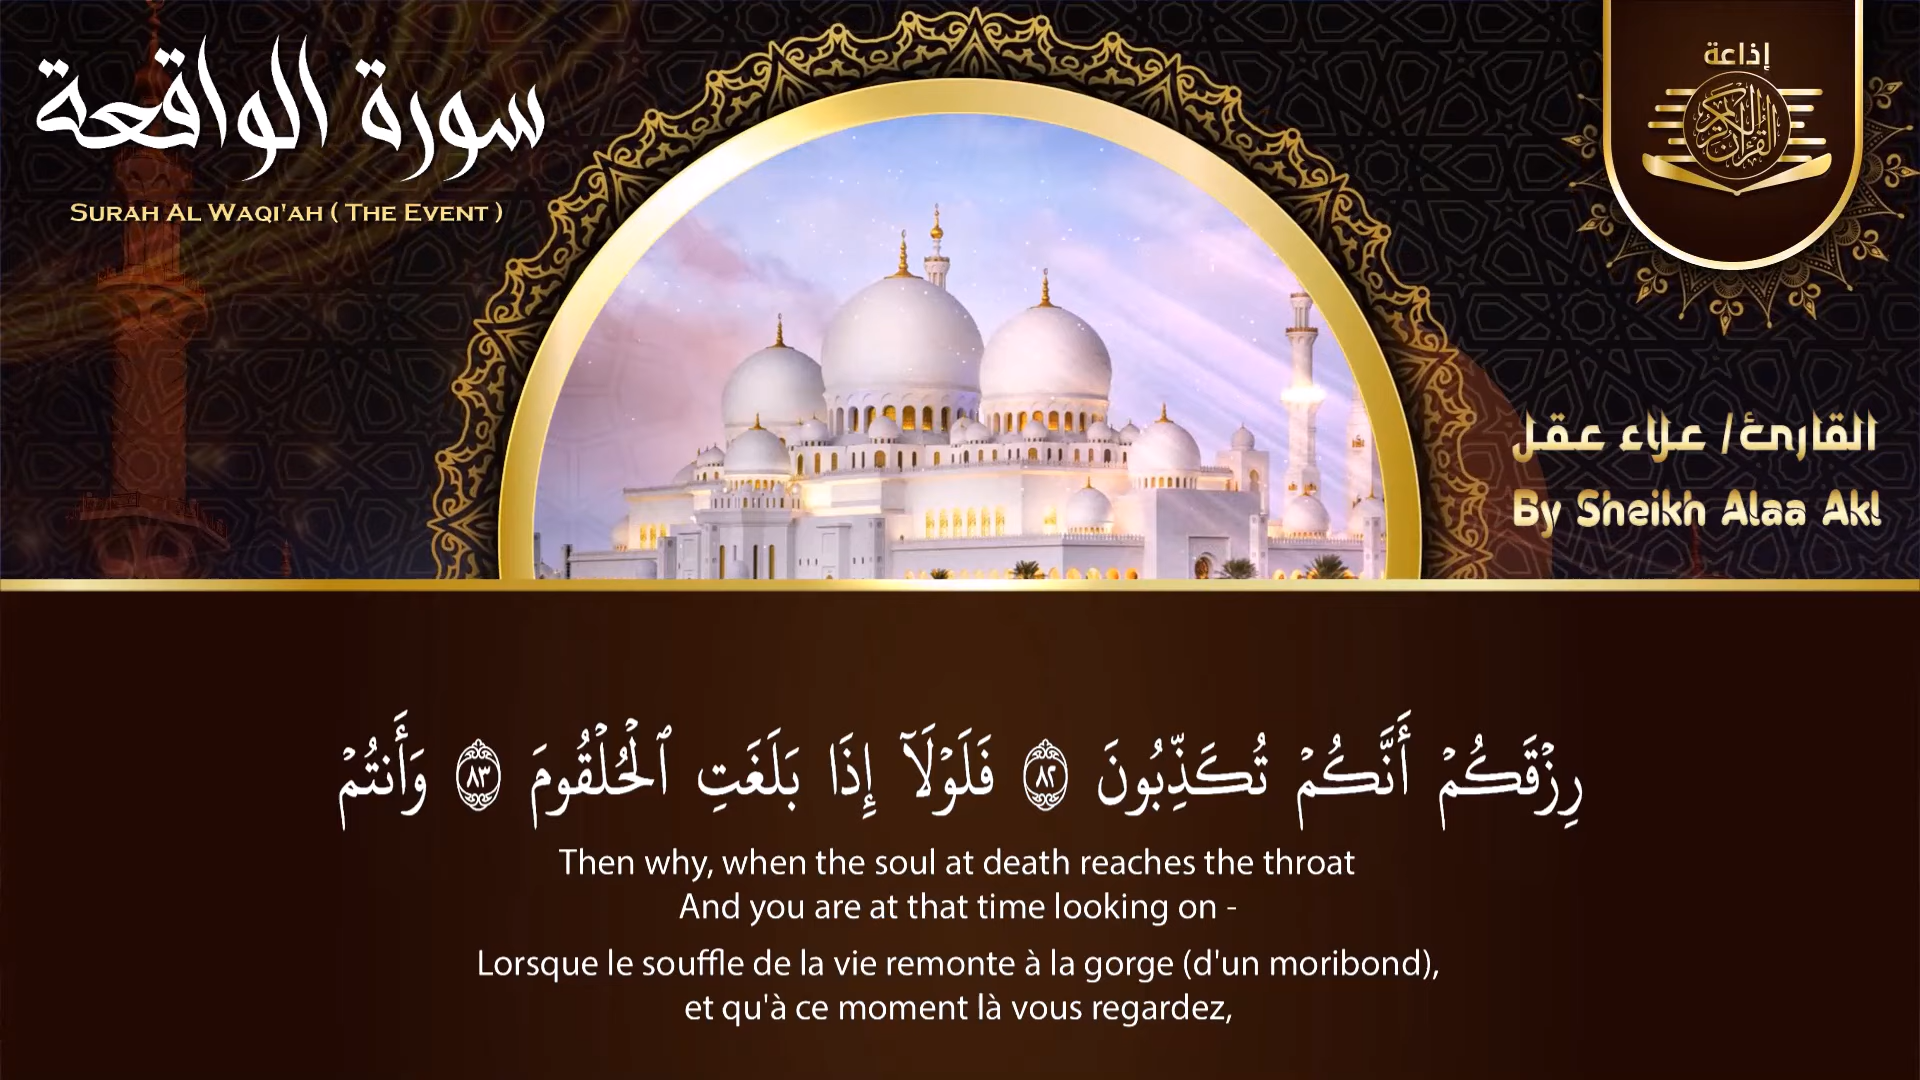 سورة الواقعة
SURAH AL WAQI'AH ( THE EVENT )
إذاعة
القرآن الكريم
القارئ/ علاء عقل
By Sheikh Alaa Akl
رِزْقَكُمْ أَنَّكُمْ تُكَذِّبُونَ ٨٢ فَلَوْلَآ إِذَا بَلَغَتِ ٱلْحُلْقُومَ ٨٣ وَأَنتُمْ
Then why, when the soul at death reaches the throat
And you are at that time looking on -
Lorsque le souffle de la vie remonte à la gorge (d'un moribond),
et qu'à ce moment là vous regardez,